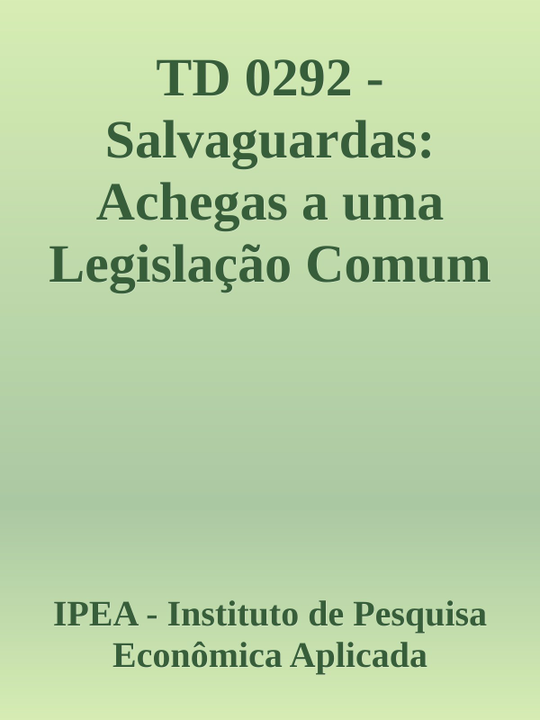 TD 0292 -
Salvaguardas:
Achegas a uma
Legislação Comum
IPEA - Instituto de Pesquisa
Econômica Aplicada